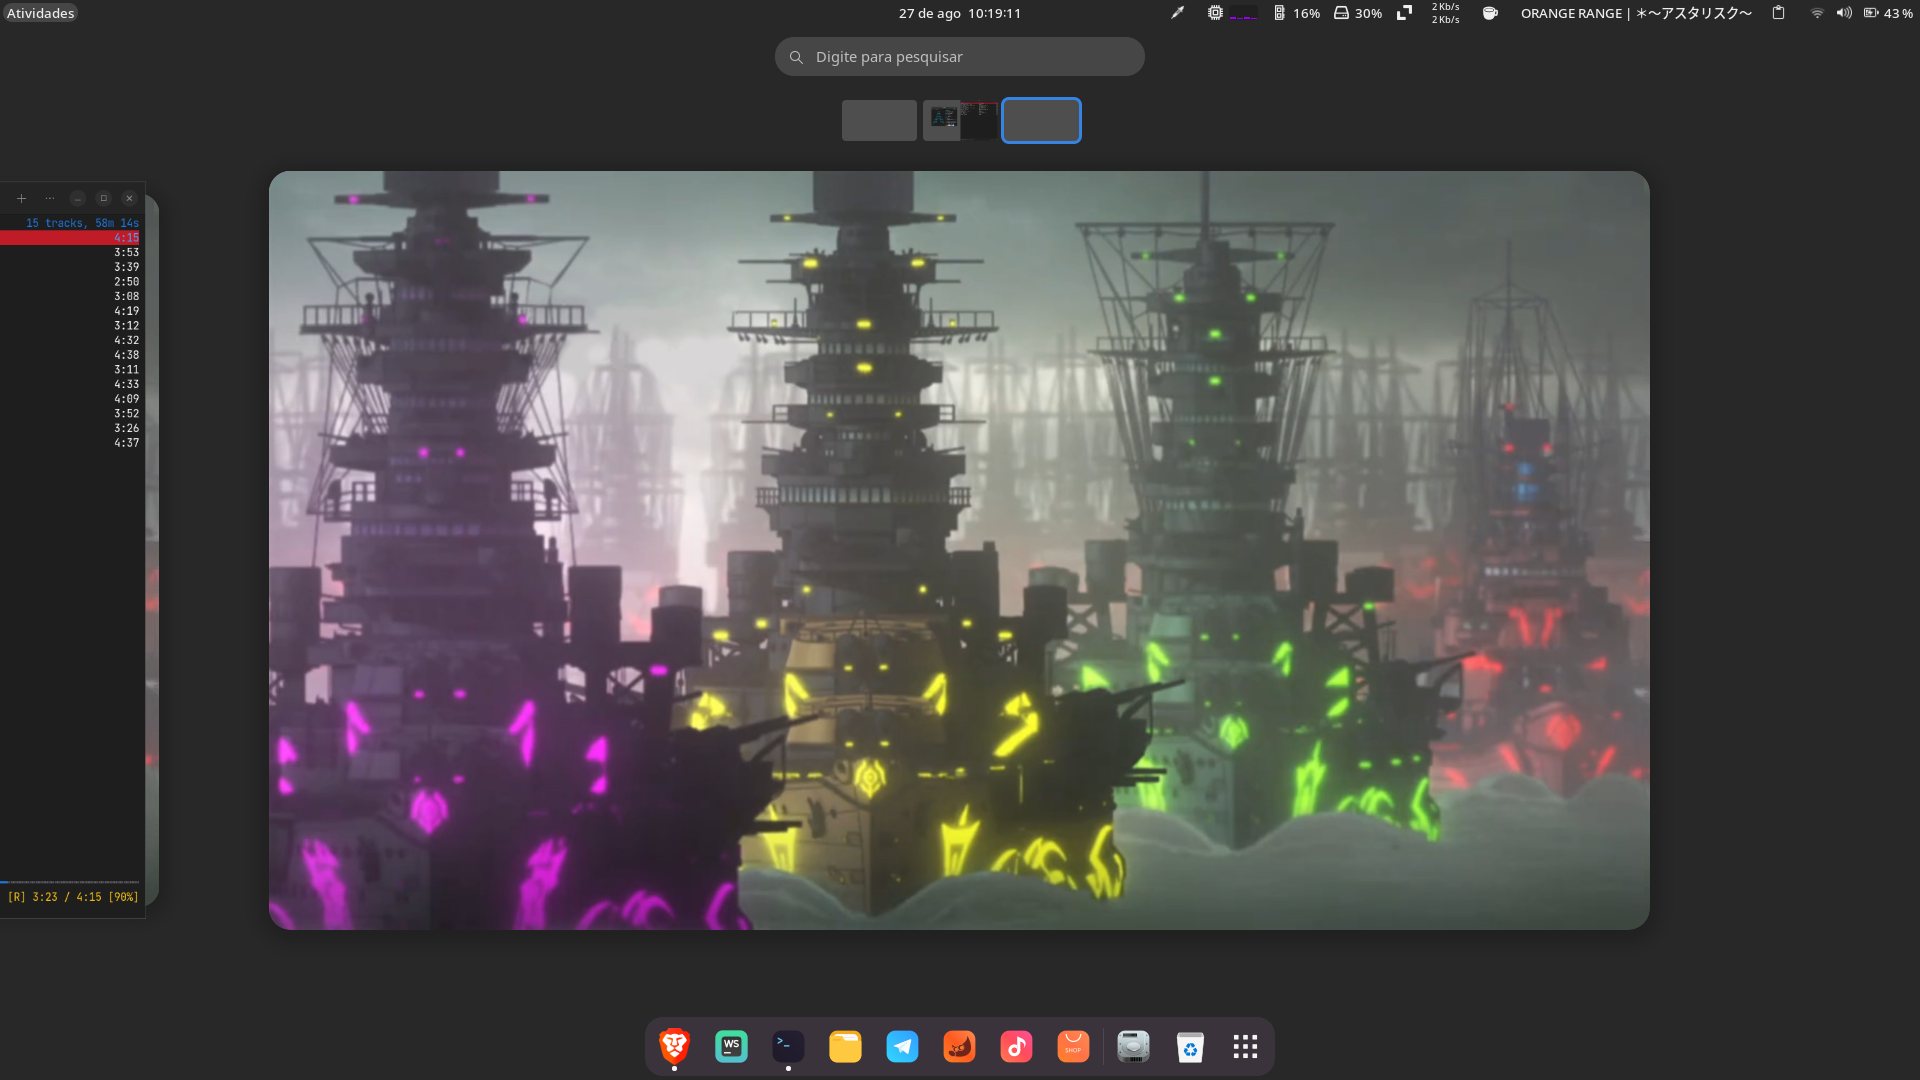 Atividades
27 de ago 10:19:11
16%
30%
2 Kb/s
2 Kb/s
ORANGE RANGE | ＊〜アスタリスク〜
43 %
Digite para pesquisar
15 tracks, 58m 14s
4:15
3:53
3:39
2:50
3:08
4:19
3:12
4:32
4:38
3:11
4:33
4:09
3:52
3:26
4:37
[R] 3:23 / 4:15 [90%]
WS
>_
SHOP